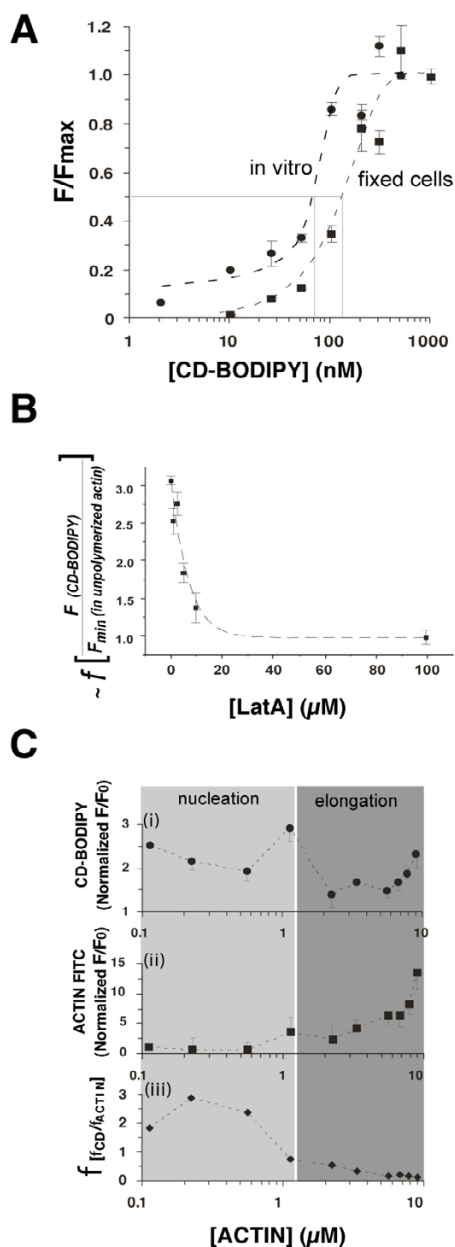 A
F/Fmax
1.2
1.0
0.8
0.6
0.4
0.2
0
in vitro
fixed cells
1 10 100 1000
[CD-BODIPY] (nM)
B
~ f [ F (CD-BODIPY) / F min (in unpolymerized actin) ]
3.0
2.5
2.0
1.5
1.0
0 20 40 60 80 100
[LatA] (µM)
C
nucleation elongation
CD-BODIPY
(Normalized F/F0)
(i)
3
2
1
0.1 1 10
ACTIN FITC
(Normalized F/F0)
(ii)
15
10
5
0
0.1 1 10
f [fCD/fACTIN]
(iii)
3
2
1
0
0.1 1 10
[ACTIN] (µM)